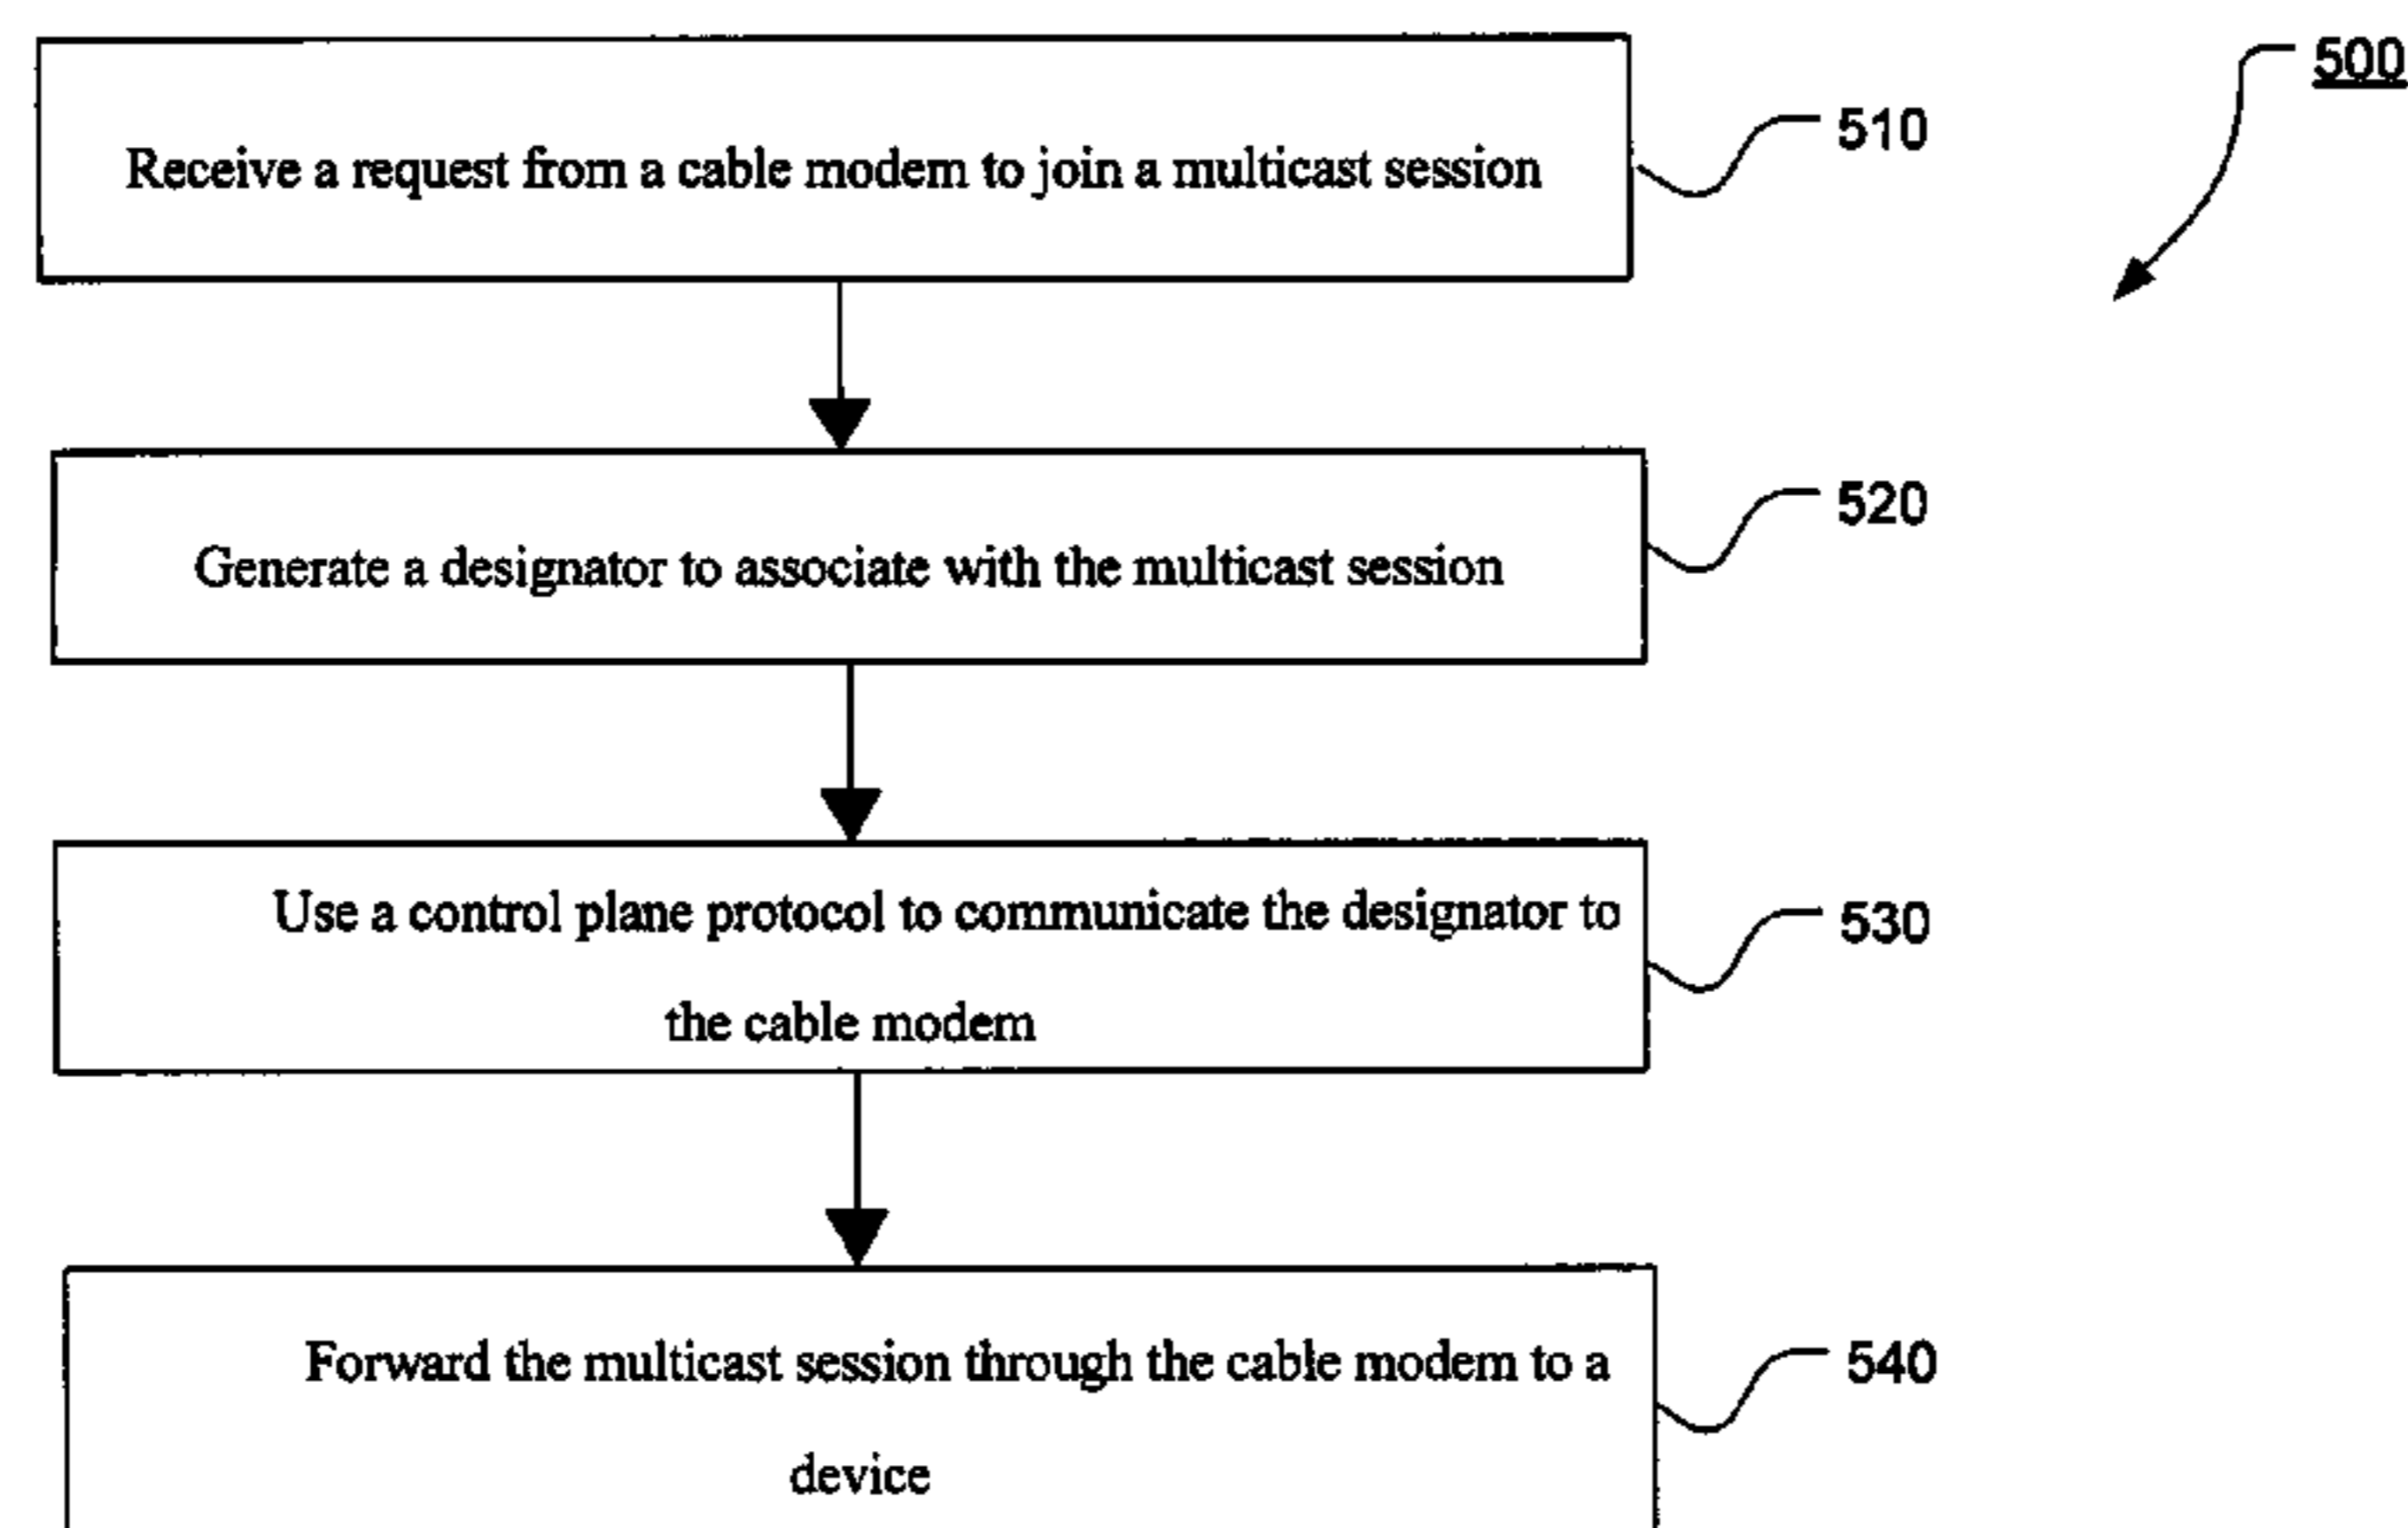 500
Receive a request from a cable modem to join a multicast session
510
Generate a designator to associate with the multicast session
520
Use a control plane protocol to communicate the designator to
the cable modem
530
Forward the multicast session through the cable modem to a
device
540